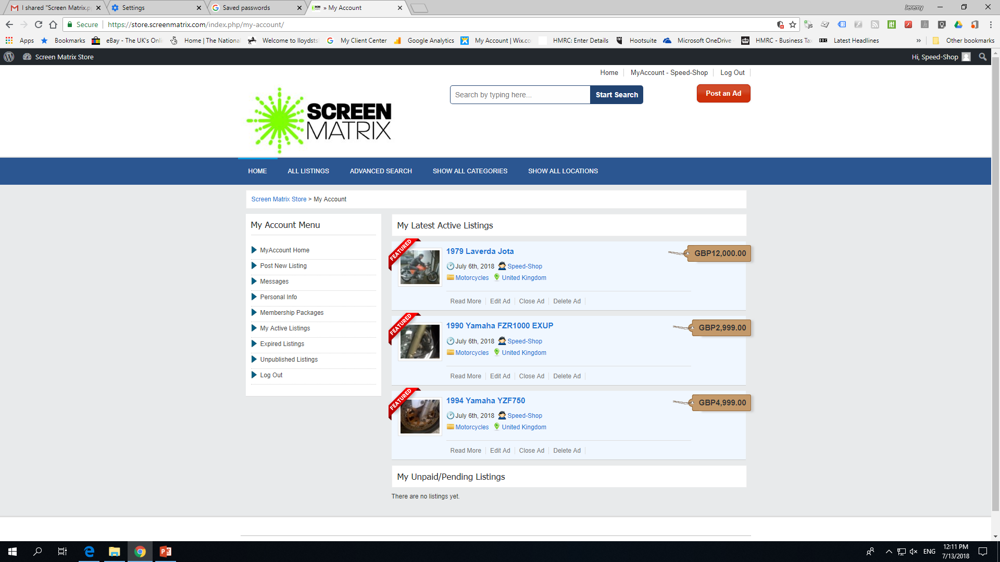 I shared "Screen Matrix.p
Settings
Saved passwords
» My Account
Jeremy
Secure
https://store.screenmatrix.com/index.php/my-account/
Apps
Bookmarks
eBay - The UK's Onli
Home | The National
Welcome to lloydsts
My Client Center
Google Analytics
My Account | Wix.co
HMRC: Enter Details
Hootsuite
Microsoft OneDrive
HMRC - Business Tax
BBC
Latest Headlines
»
Other bookmarks
Screen Matrix Store
Hi, Speed-Shop
Home
MyAccount - Speed-Shop
Log Out
Search by typing here...
Start Search
Post an Ad
SCREEN
MATRIX
HOME
ALL LISTINGS
ADVANCED SEARCH
SHOW ALL CATEGORIES
SHOW ALL LOCATIONS
Screen Matrix Store > My Account
My Account Menu
MyAccount Home
Post New Listing
Messages
Personal Info
Membership Packages
My Active Listings
Expired Listings
Unpublished Listings
Log Out
My Latest Active Listings
FEATURED
1979 Laverda Jota
GBP12,000.00
July 6th, 2018 Speed-Shop
Motorcycles United Kingdom
Read More Edit Ad Close Ad Delete Ad
FEATURED
1990 Yamaha FZR1000 EXUP
GBP2,999.00
July 6th, 2018 Speed-Shop
Motorcycles United Kingdom
Read More Edit Ad Close Ad Delete Ad
FEATURED
1994 Yamaha YZF750
GBP4,999.00
July 6th, 2018 Speed-Shop
Motorcycles United Kingdom
Read More Edit Ad Close Ad Delete Ad
My Unpaid/Pending Listings
There are no listings yet.
ENG
12:11 PM
7/13/2018